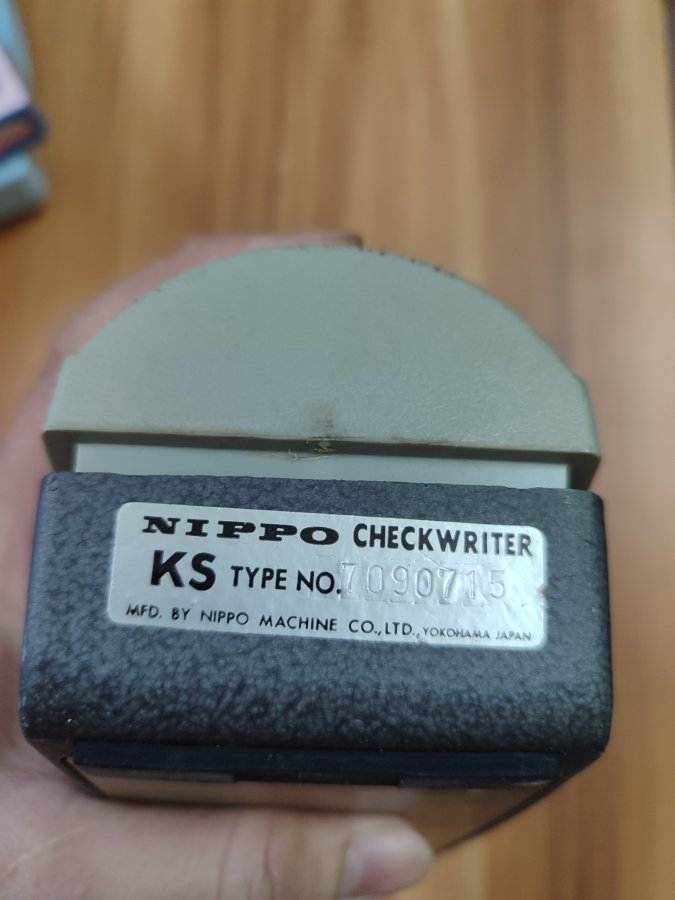 NIPPO CHECKWRITER
KS TYPE NO. 7090715
MFD. BY NIPPO MACHINE CO.,LTD., YOKOHAMA JAPAN